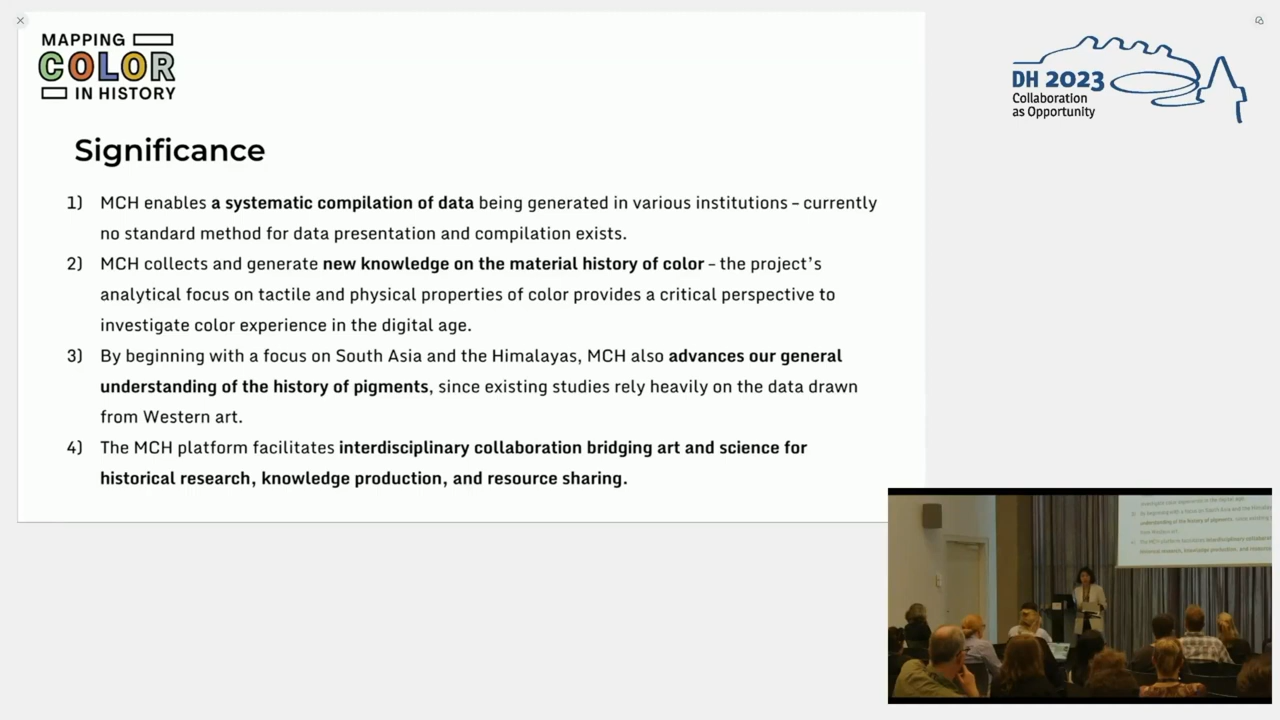 MAPPING
COLOR
IN HISTORY
DH 2023
Collaboration
as Opportunity
Significance
1) MCH enables a systematic compilation of data being generated in various institutions – currently
no standard method for data presentation and compilation exists.
2) MCH collects and generate new knowledge on the material history of color – the project's
analytical focus on tactile and physical properties of color provides a critical perspective to
investigate color experience in the digital age.
3) By beginning with a focus on South Asia and the Himalayas, MCH also advances our general
understanding of the history of pigments, since existing studies rely heavily on the data drawn
from Western art.
4) The MCH platform facilitates interdisciplinary collaboration bridging art and science for
historical research, knowledge production, and resource sharing.